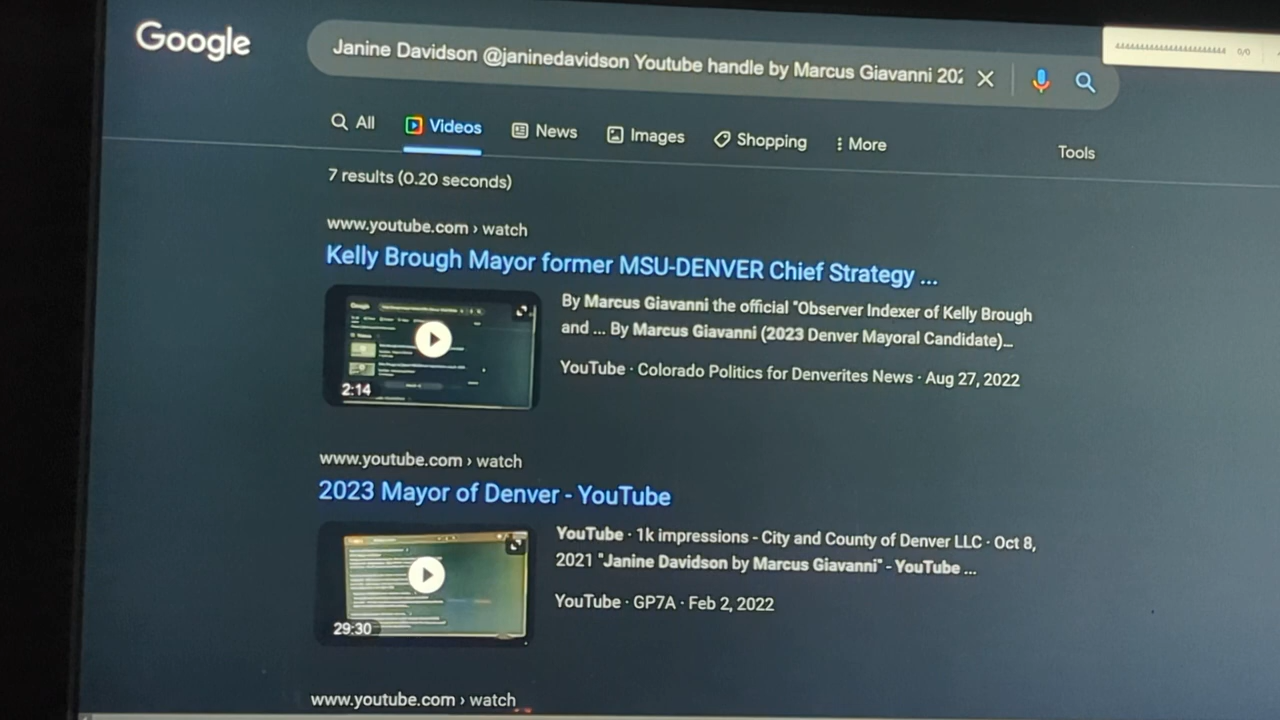 Google
Janine Davidson @janinedavidson Youtube handle by Marcus Giavanni 202
0/0
All
Videos
News
Images
Shopping
More
Tools
7 results (0.20 seconds)
www.youtube.com › watch
Kelly Brough Mayor former MSU-DENVER Chief Strategy ...
By Marcus Giavanni the official "Observer Indexer of Kelly Brough
and ... By Marcus Giavanni (2023 Denver Mayoral Candidate)...
2:14
YouTube · Colorado Politics for Denverites News · Aug 27, 2022
www.youtube.com › watch
2023 Mayor of Denver - YouTube
YouTube · 1k impressions - City and County of Denver LLC · Oct 8,
2021 "Janine Davidson by Marcus Giavanni" - YouTube ...
29:30
YouTube · GP7A · Feb 2, 2022
www.youtube.com › watch